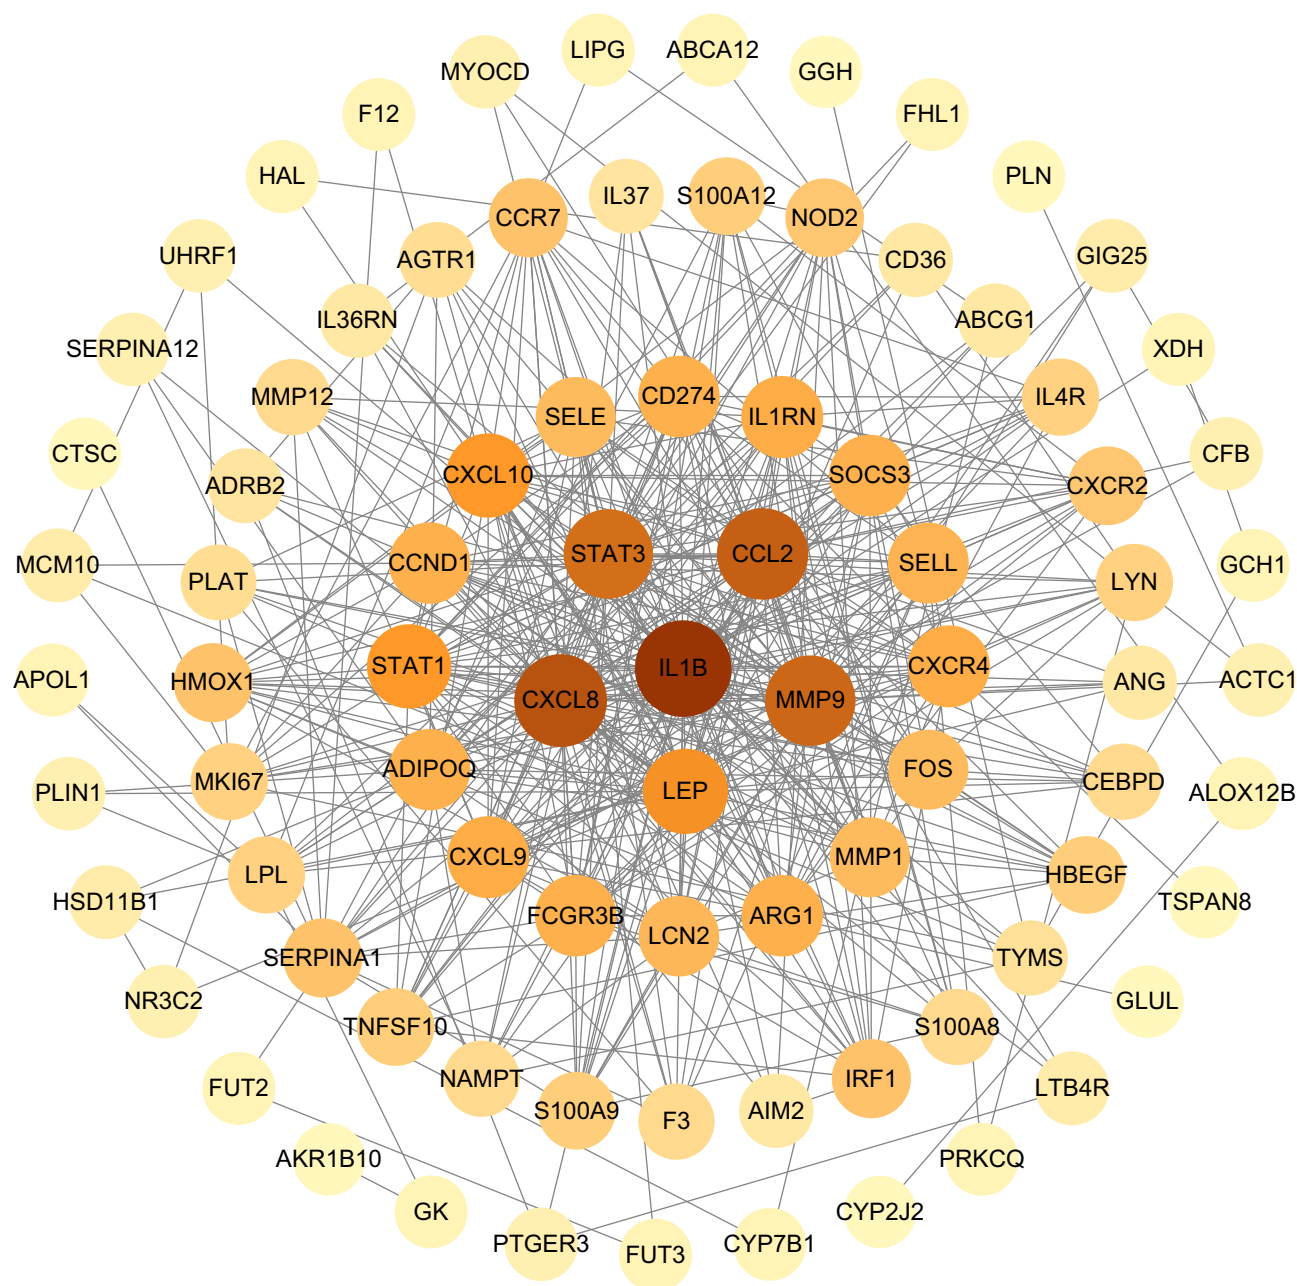 LIPG
ABCA12
MYOCD
GGH
F12
FHL1
HAL
PLN
IL37
S100A12
CCR7
NOD2
UHRF1
AGTR1
CD36
GIG25
IL36RN
ABCG1
SERPINA12
XDH
MMP12
SELE
CD274
IL1RN
IL4R
CTSC
CFB
CXCL10
SOCS3
ADRB2
CXCR2
STAT3
CCL2
MCM10
PLAT
CCND1
SELL
LYN
GCH1
IL1B
APOL1
HMOX1
STAT1
CXCR4
ANG
ACTC1
CXCL8
MMP9
ADIPOQ
FOS
PLIN1
MKI67
LEP
CEBPD
ALOX12B
CXCL9
MMP1
LPL
HBEGF
HSD11B1
TSPAN8
FCGR3B
LCN2
ARG1
SERPINA1
TYMS
NR3C2
GLUL
TNFSF10
S100A8
NAMPT
IRF1
FUT2
LTB4R
S100A9
F3
AIM2
AKR1B10
PRKCQ
GK
CYP2J2
PTGER3
FUT3
CYP7B1